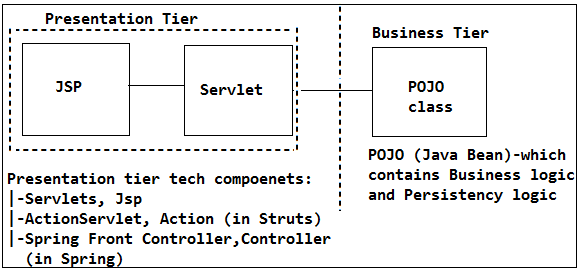 Presentation Tier
Business Tier
JSP
Servlet
POJO
class
POJO (Java Bean)-which
contains Business logic
and Persistency logic
Presentation tier tech compoenets:
|-Servlets, Jsp
|-ActionServlet, Action (in Struts)
|-Spring Front Controller,Controller
(in Spring)